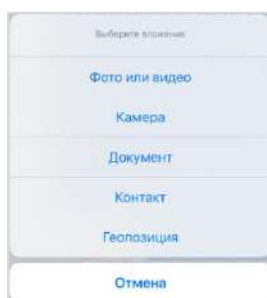 Выберите вложение
Фото или видео
Камера
Документ
Контакт
Геопозиция
Отмена